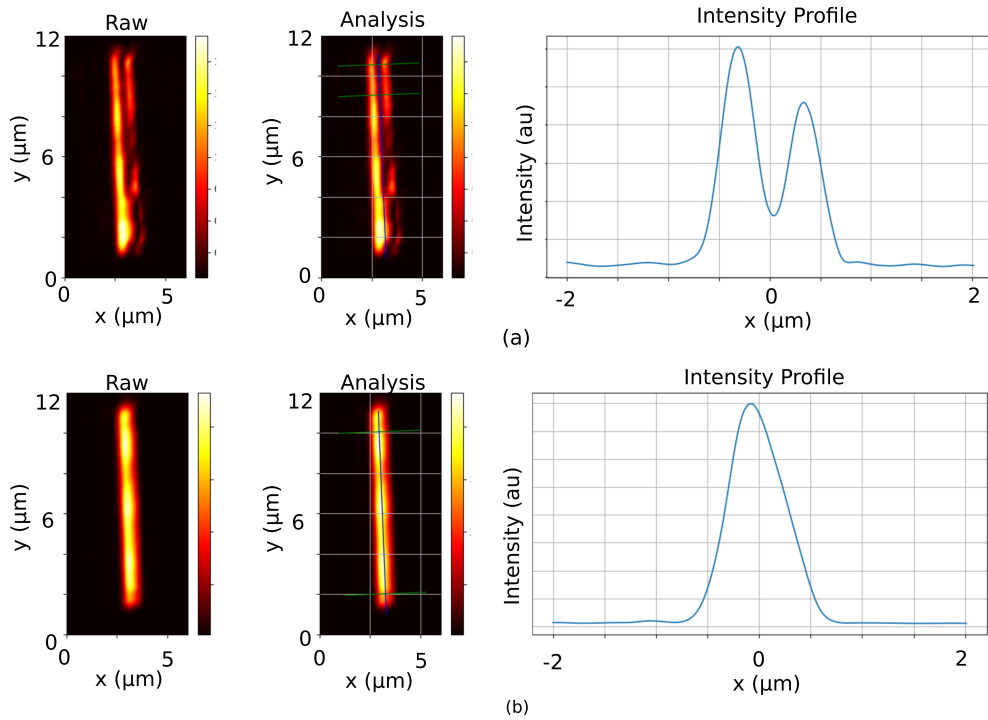 Raw
Analysis
Intensity Profile
12
6
0
y (μm)
0
5
x (μm)
12
6
0
y (μm)
0
5
x (μm)
Intensity (au)
-2
0
2
x (μm)
(a)
Raw
Analysis
Intensity Profile
12
6
0
y (μm)
0
5
x (μm)
12
6
0
y (μm)
0
5
x (μm)
Intensity (au)
-2
0
2
x (μm)
(b)